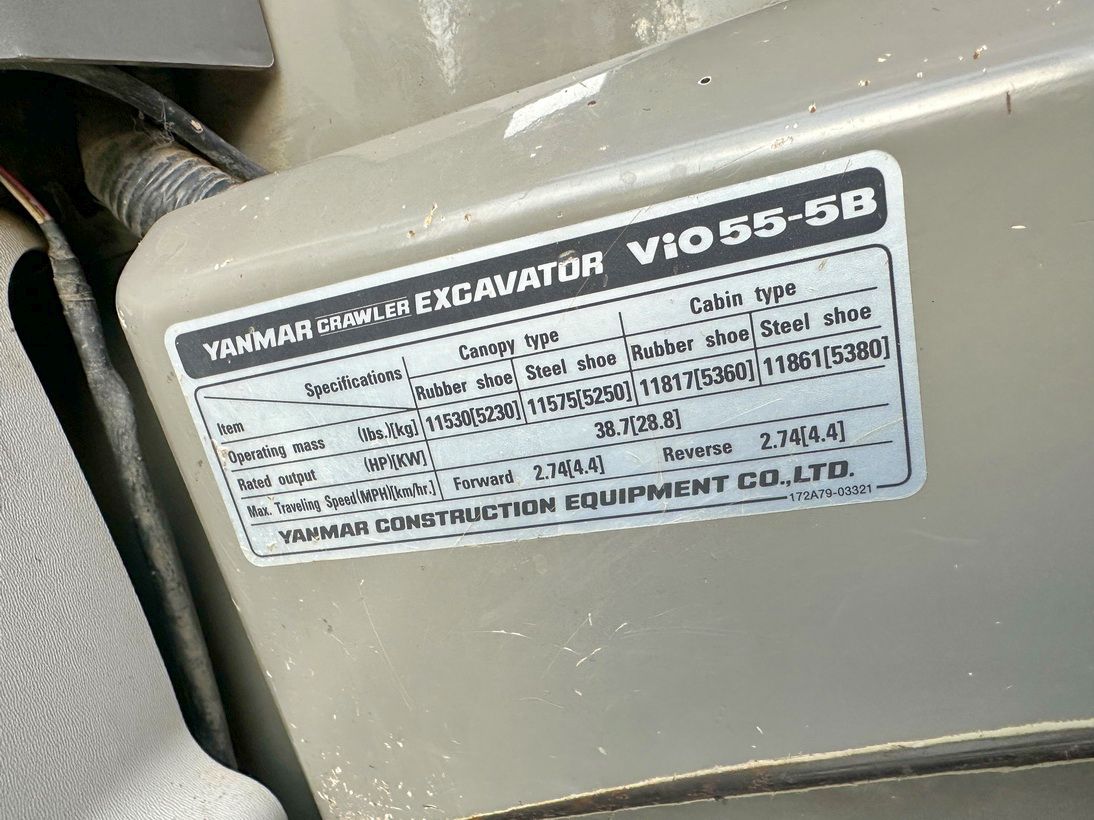 YANMAR CRAWLER EXCAVATOR ViO55-5B
Specifications Canopy type Cabin type
Item Rubber shoe Steel shoe Rubber shoe Steel shoe
Operating mass (lbs.)[kg] 11530[5230] 11575[5250] 11817[5360] 11861[5380]
Rated output (HP)[KW] 38.7[28.8]
Max. Traveling Speed(MPH)[km/hr.] Forward 2.74[4.4] Reverse 2.74[4.4]
YANMAR CONSTRUCTION EQUIPMENT CO.,LTD.
172A79-03321